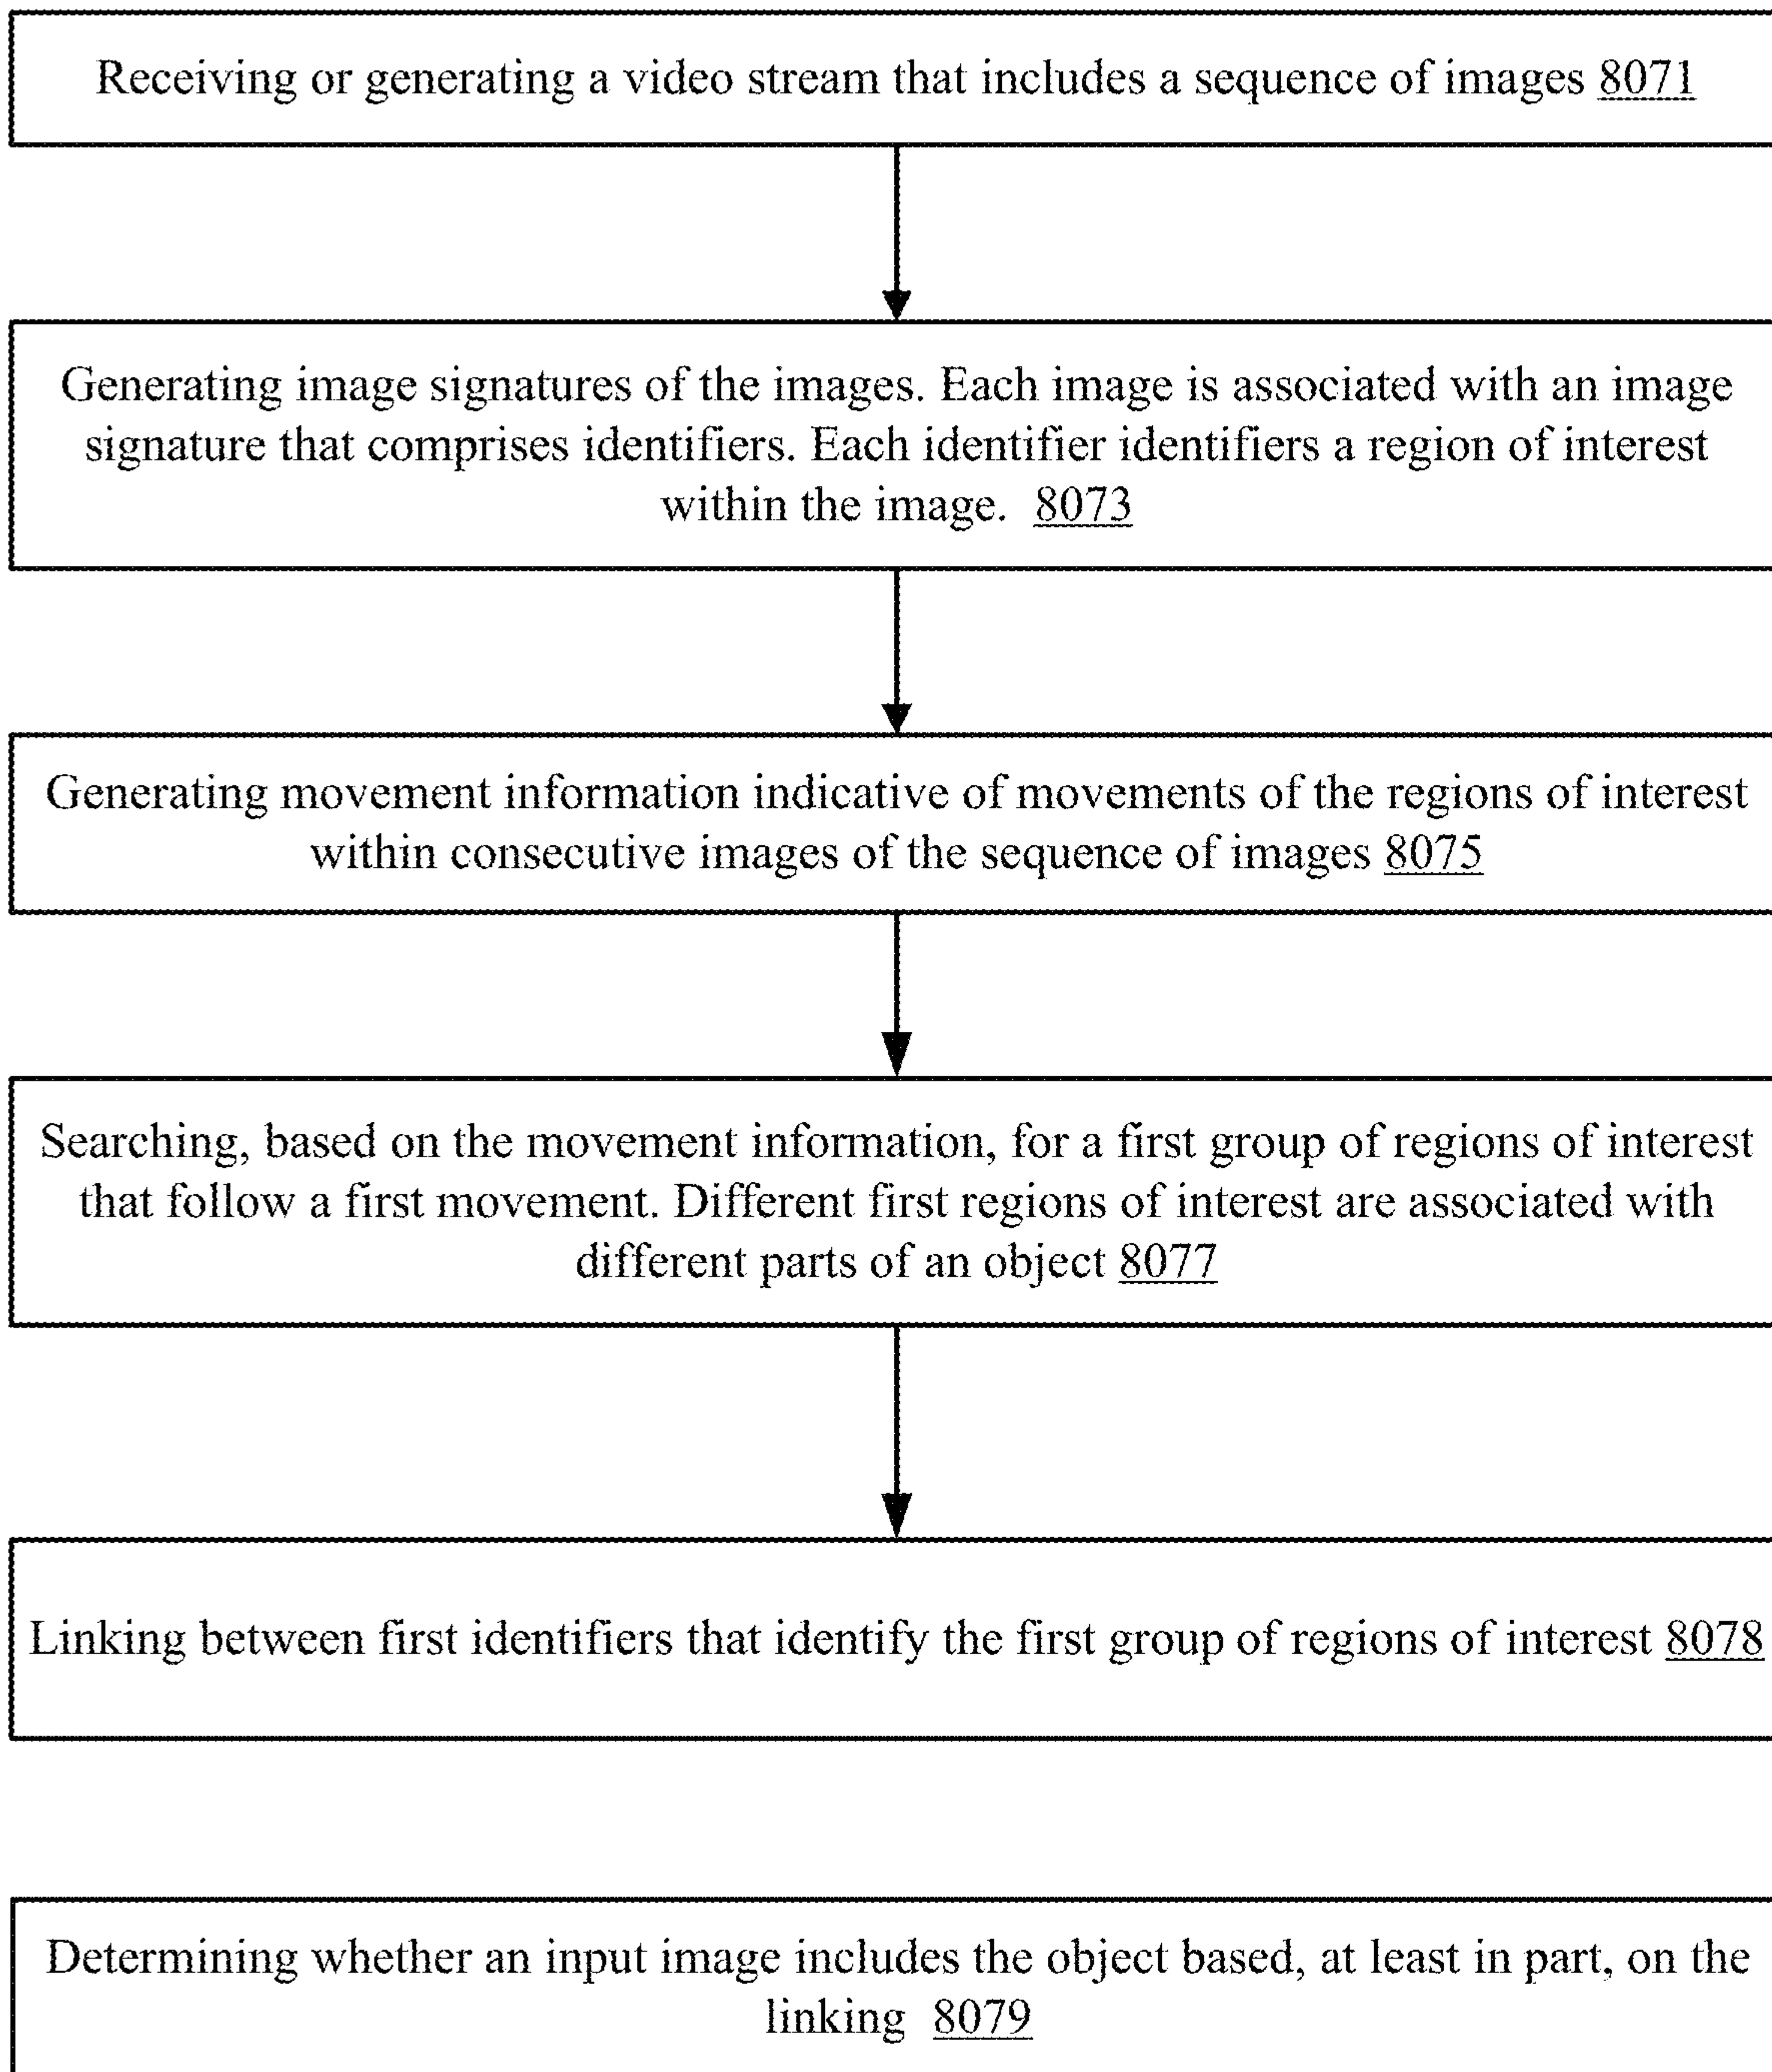 Receiving or generating a video stream that includes a sequence of images 8071
Generating image signatures of the images. Each image is associated with an image
signature that comprises identifiers. Each identifier identifiers a region of interest
within the image. 8073
Generating movement information indicative of movements of the regions of interest
within consecutive images of the sequence of images 8075
Searching, based on the movement information, for a first group of regions of interest
that follow a first movement. Different first regions of interest are associated with
different parts of an object 8077
Linking between first identifiers that identify the first group of regions of interest 8078
Determining whether an input image includes the object based, at least in part, on the
linking 8079